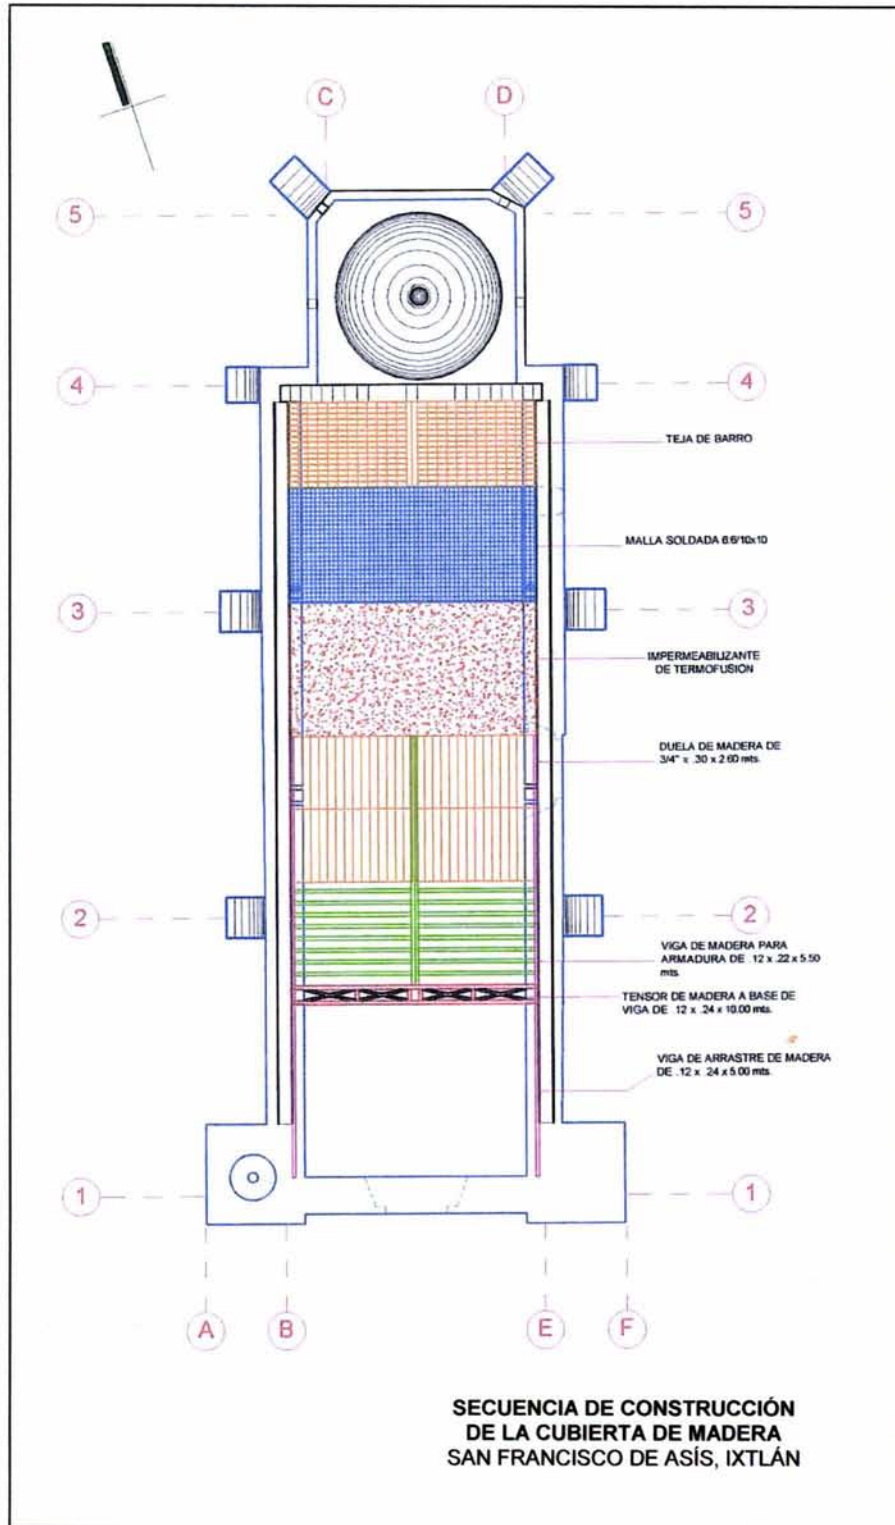 C
D
5
5
4
4
TEJA DE BARRO
MALLA SOLDADA 6:6/10x10
3
3
IMPERMEABILIZANTE
DE TERMOFUSIÓN
DUELA DE MADERA DE
3/4" x .30 x 2.60 mts.
2
2
VIGA DE MADERA PARA
ARMADURA DE .12 x .22 x 5.50
mts.
TENSOR DE MADERA A BASE DE
VIGA DE .12 x .24 x 10.00 mts.
VIGA DE ARRASTRE DE MADERA
DE .12 x .24 x 5.00 mts.
1
1
A
B
E
F
SECUENCIA DE CONSTRUCCIÓN
DE LA CUBIERTA DE MADERA
SAN FRANCISCO DE ASÍS, IXTLÁN